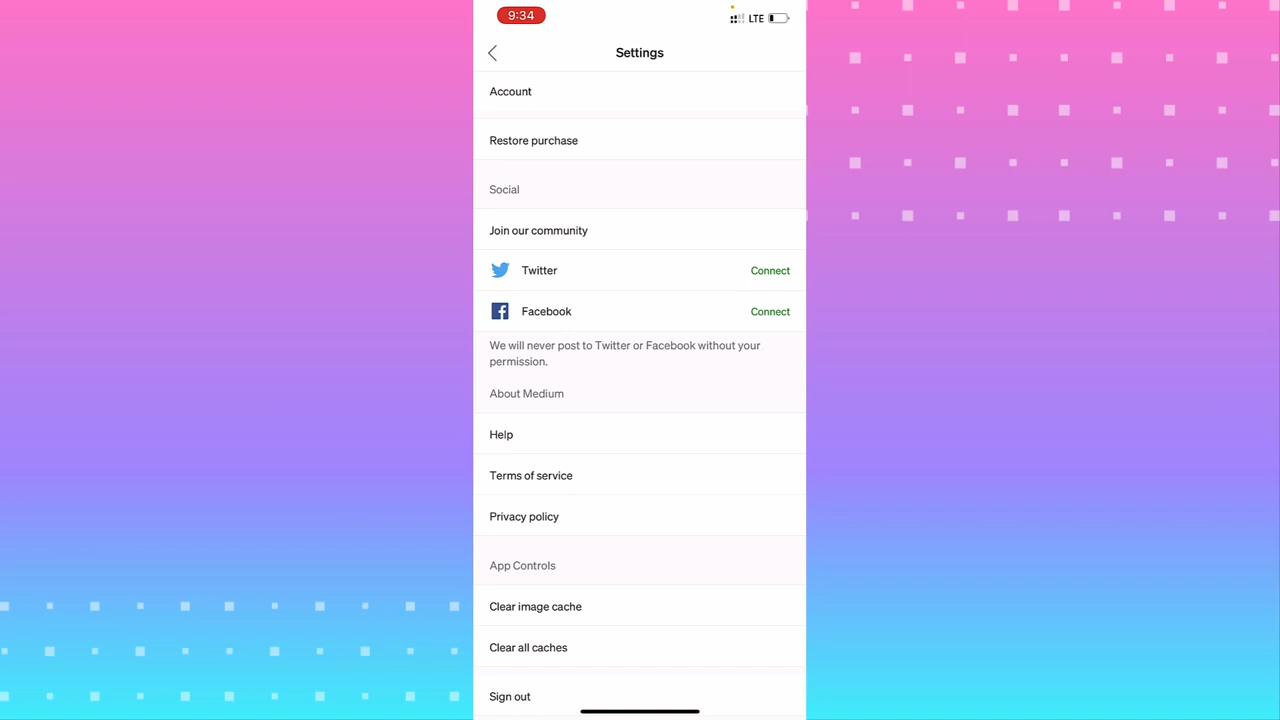 9:34
LTE
Settings
Account
Restore purchase
Social
Join our community
Twitter Connect
Facebook Connect
We will never post to Twitter or Facebook without your
permission.
About Medium
Help
Terms of service
Privacy policy
App Controls
Clear image cache
Clear all caches
Sign out